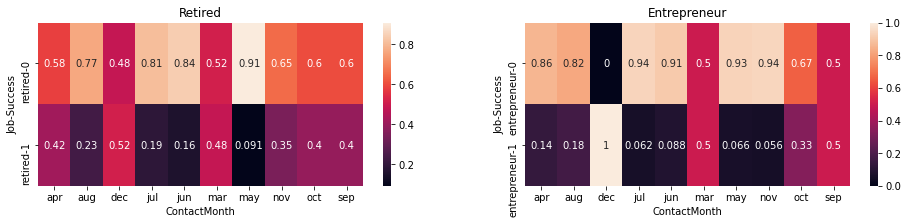 Retired
Job-Success
retired-0
0.58 0.77 0.48 0.81 0.84 0.52 0.91 0.65 0.6 0.6
retired-1
0.42 0.23 0.52 0.19 0.16 0.48 0.091 0.35 0.4 0.4
apr aug dec jul jun mar may nov oct sep
ContactMonth
0.8
0.6
0.4
0.2
Entrepreneur
Job-Success
entrepreneur-0
0.86 0.82 0 0.94 0.91 0.5 0.93 0.94 0.67 0.5
entrepreneur-1
0.14 0.18 1 0.062 0.088 0.5 0.066 0.056 0.33 0.5
apr aug dec jul jun mar may nov oct sep
ContactMonth
1.0
0.8
0.6
0.4
0.2
0.0